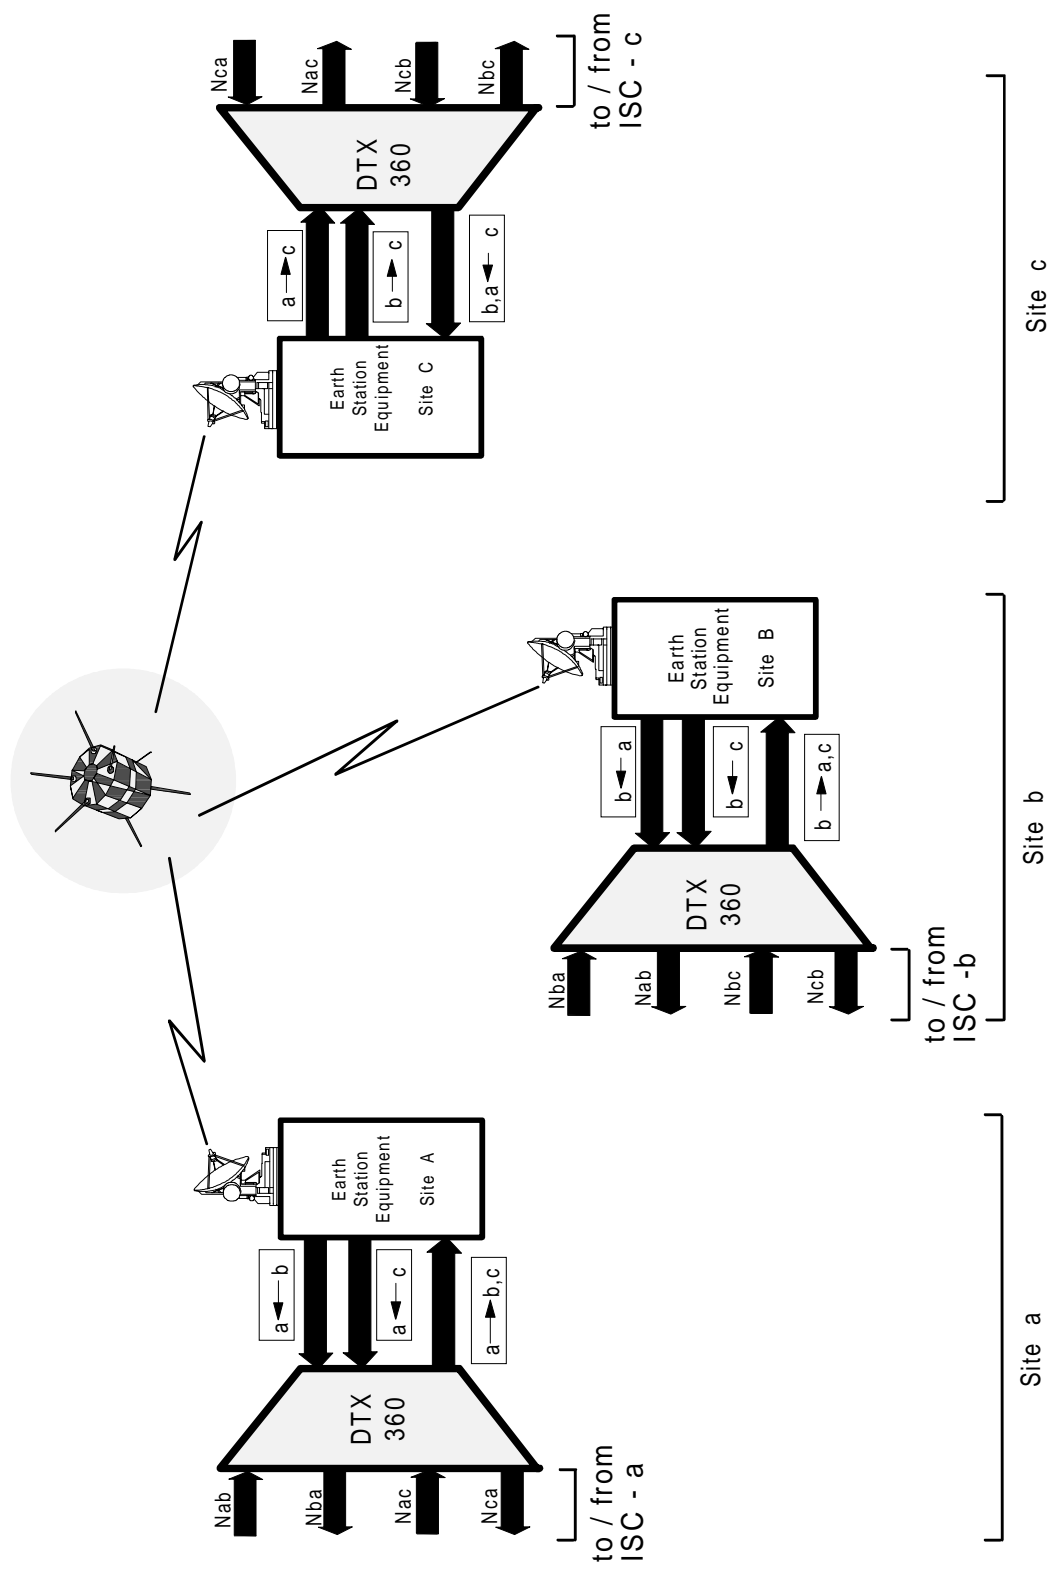 Nab
Nba
Nac
Nca
to / from
ISC - a
DTX
360
a ← b
a ← c
a → b,c
Earth
Station
Equipment
Site A
Site a
Nba
Nab
Nbc
Ncb
to / from
ISC -b
DTX
360
b ← a
b ← c
b → a,c
Earth
Station
Equipment
Site B
Site b
Earth
Station
Equipment
Site C
a → c
b → c
b,a ← c
DTX
360
Nca
Nac
Ncb
Nbc
to / from
ISC - c
Site c